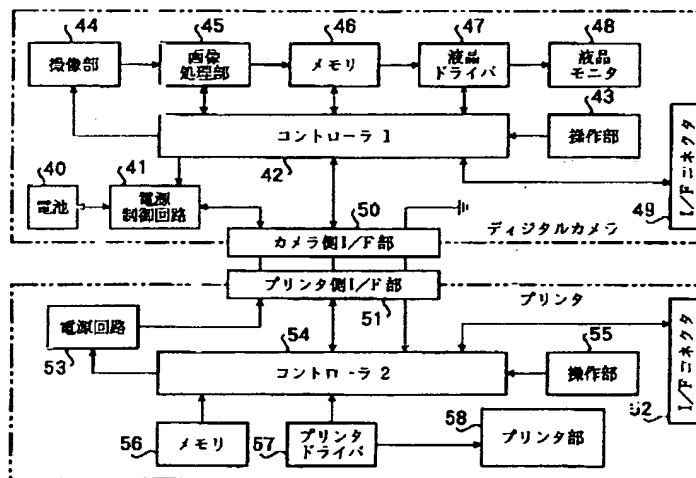 44
45
46
47
48
撮像部
画像
処理部
メモリ
液晶
ドライバ
液晶
モニタ
43
コントローラ 1
操作部
42
40
41
電池
電源
制御回路
50
I/Fコネクタ
49
カメラ側I/F部
ディジタルカメラ
プリンタ側I/F部
プリンタ
51
電源回路
53
54
55
コントローラ 2
操作部
I/Fコネクタ
52
56
メモリ
57
プリンタ
ドライバ
58
プリンタ部